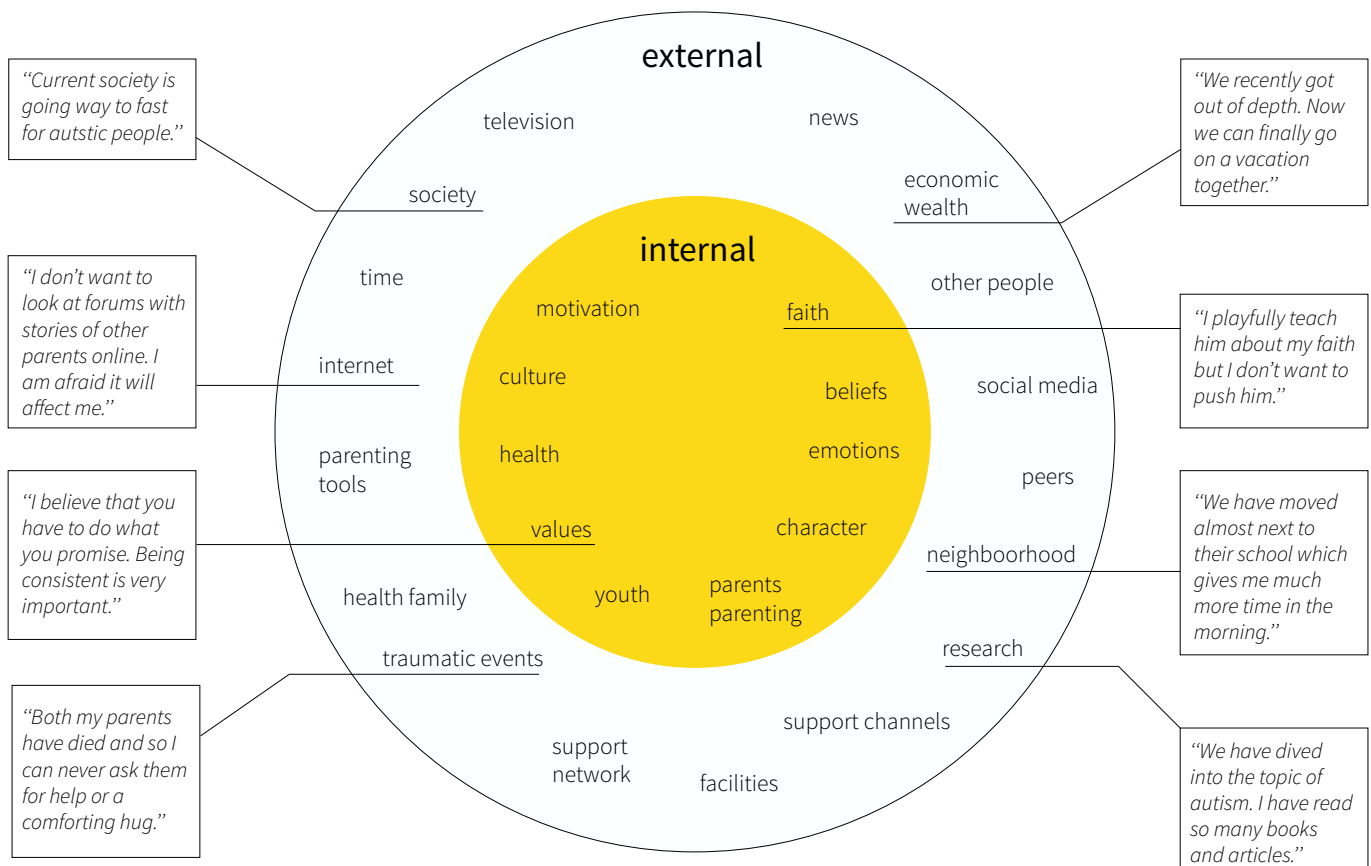 external
television
news
society
economic
wealth
time
other people
internet
social media
parenting
tools
peers
neighboorhood
health family
traumatic events
research
support channels
support
network
facilities
internal
motivation
faith
culture
beliefs
health
emotions
values
character
youth
parents
parenting
“Current society is
going way to fast
for autstic people.”
“I don’t want to
look at forums with
stories of other
parents online. I
am afraid it will
affect me.”
“I believe that you
have to do what
you promise. Being
consistent is very
important.”
“Both my parents
have died and so I
can never ask them
for help or a
comforting hug.”
“We recently got
out of depth. Now
we can finally go
on a vacation
together.”
“I playfully teach
him about my faith
but I don’t want to
push him.”
“We have moved
almost next to
their school which
gives me much
more time in the
morning.”
“We have dived
into the topic of
autism. I have read
so many books
and articles.”